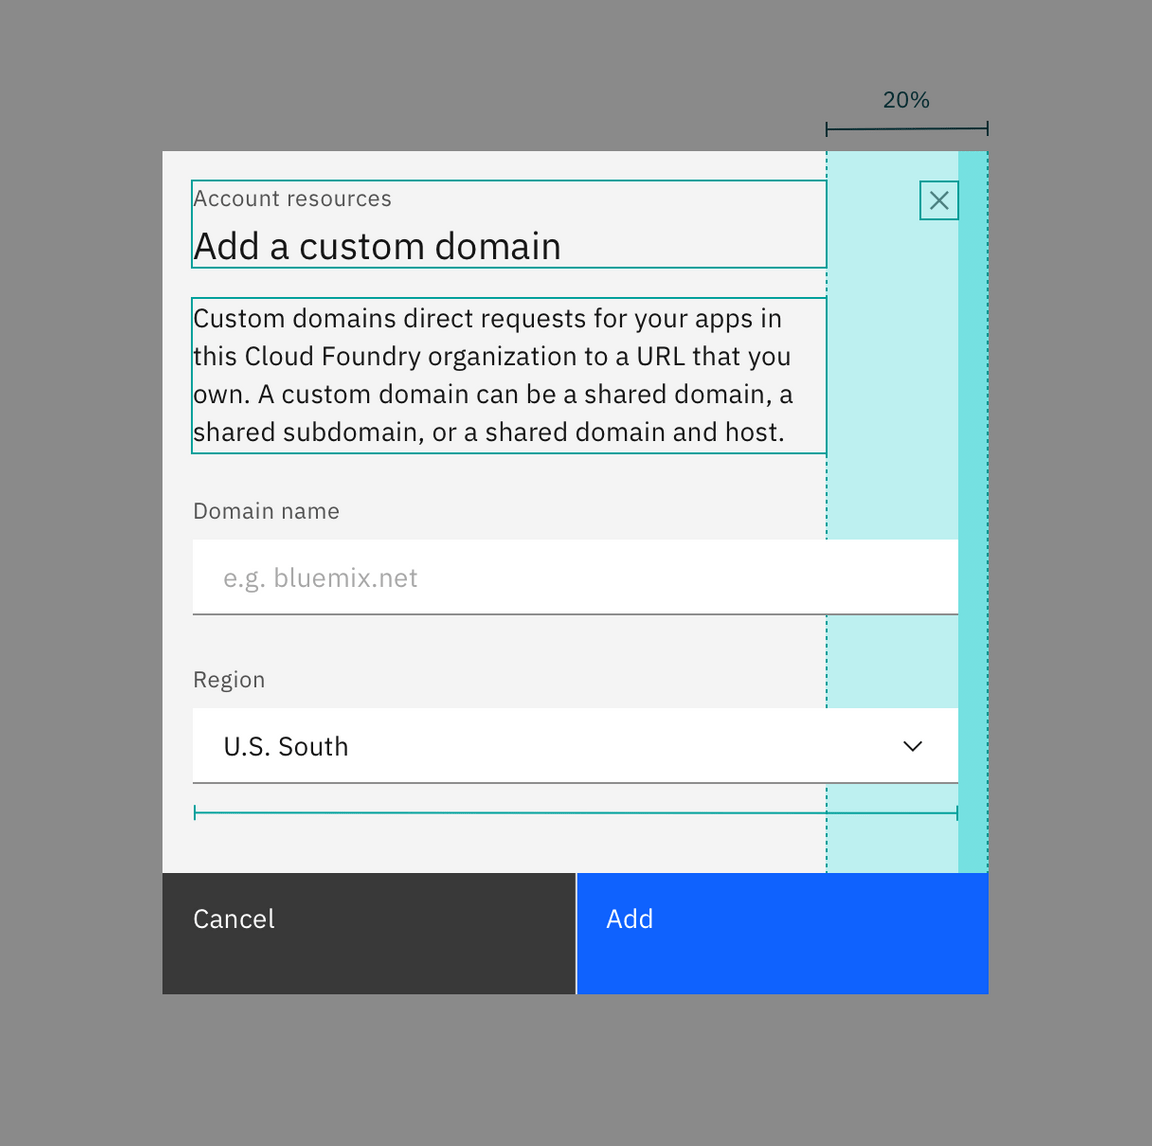 20%
Account resources
Add a custom domain
Custom domains direct requests for your apps in
this Cloud Foundry organization to a URL that you
own. A custom domain can be a shared domain, a
shared subdomain, or a shared domain and host.
Domain name
e.g. bluemix.net
Region
U.S. South
Cancel
Add